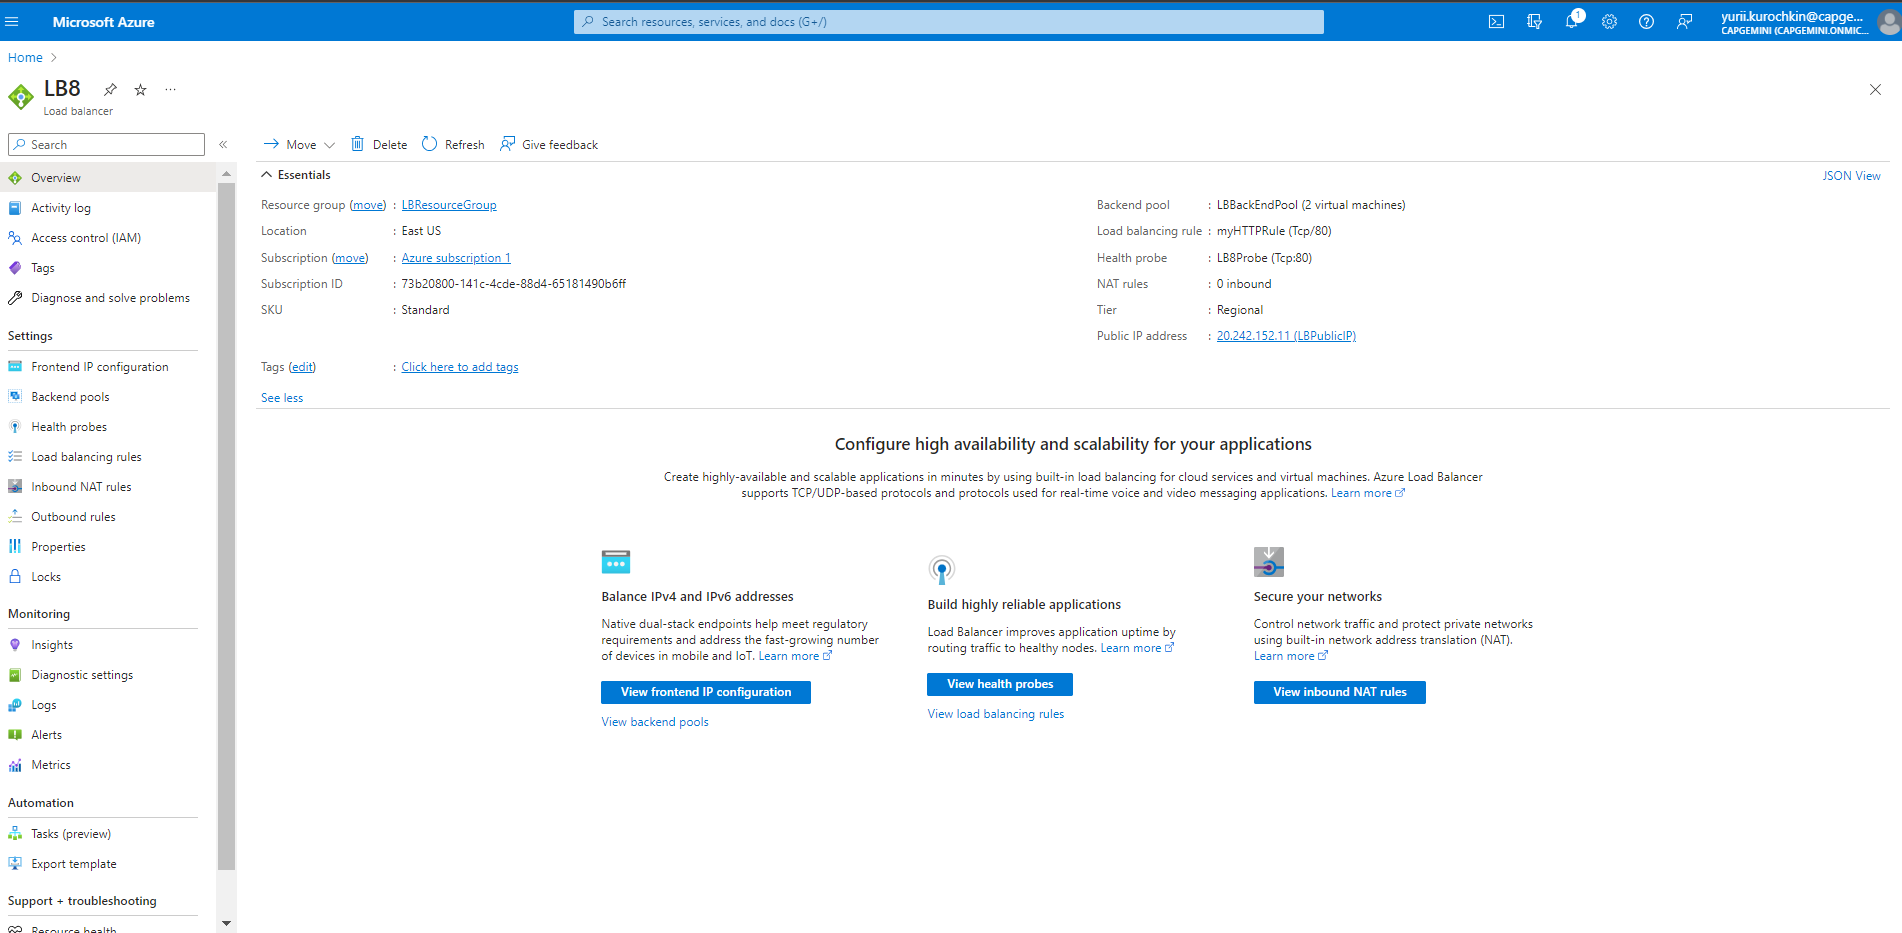 Microsoft Azure
Search resources, services, and docs (G+/)
1
yurii.kurochkin@capge...
CAPGEMINI (CAPGEMINI.ONMIC...
Home
LB8
...
Load balancer
Search
«
Move
Delete
Refresh
Give feedback
Overview
Activity log
Access control (IAM)
Tags
Diagnose and solve problems
Settings
Frontend IP configuration
Backend pools
Health probes
Load balancing rules
Inbound NAT rules
Outbound rules
Properties
Locks
Monitoring
Insights
Diagnostic settings
Logs
Alerts
Metrics
Automation
Tasks (preview)
Export template
Support + troubleshooting
Resource health
Essentials
JSON View
Resource group (move) : LBResourceGroup
Location : East US
Subscription (move) : Azure subscription 1
Subscription ID : 73b20800-141c-4cde-88d4-65181490b6ff
SKU : Standard
Backend pool : LBBackEndPool (2 virtual machines)
Load balancing rule : myHTTPRule (Tcp/80)
Health probe : LB8Probe (Tcp:80)
NAT rules : 0 inbound
Tier : Regional
Public IP address : 20.242.152.11 (LBPublicIP)
Tags (edit) : Click here to add tags
See less
Configure high availability and scalability for your applications
Create highly-available and scalable applications in minutes by using built-in load balancing for cloud services and virtual machines. Azure Load Balancer
supports TCP/UDP-based protocols and protocols used for real-time voice and video messaging applications. Learn more
Balance IPv4 and IPv6 addresses
Native dual-stack endpoints help meet regulatory
requirements and address the fast-growing number
of devices in mobile and IoT. Learn more
View frontend IP configuration
View backend pools
Build highly reliable applications
Load Balancer improves application uptime by
routing traffic to healthy nodes. Learn more
View health probes
View load balancing rules
Secure your networks
Control network traffic and protect private networks
using built-in network address translation (NAT).
Learn more
View inbound NAT rules